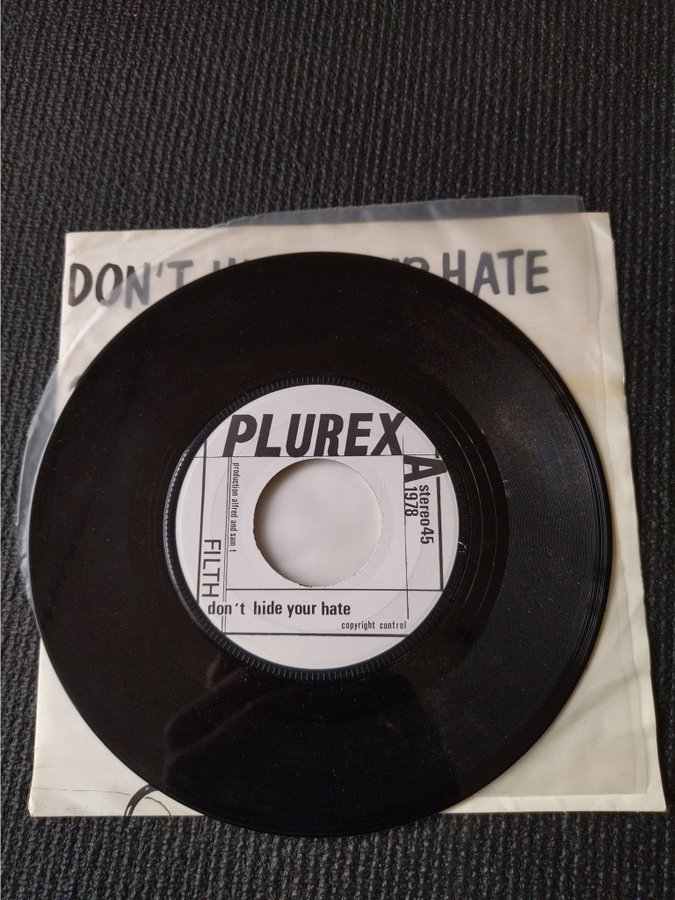 DON'T HATE
PLUREX
A
stereo45
1978
production alfred and sam t
FILTH
don't hide your hate
copyright control